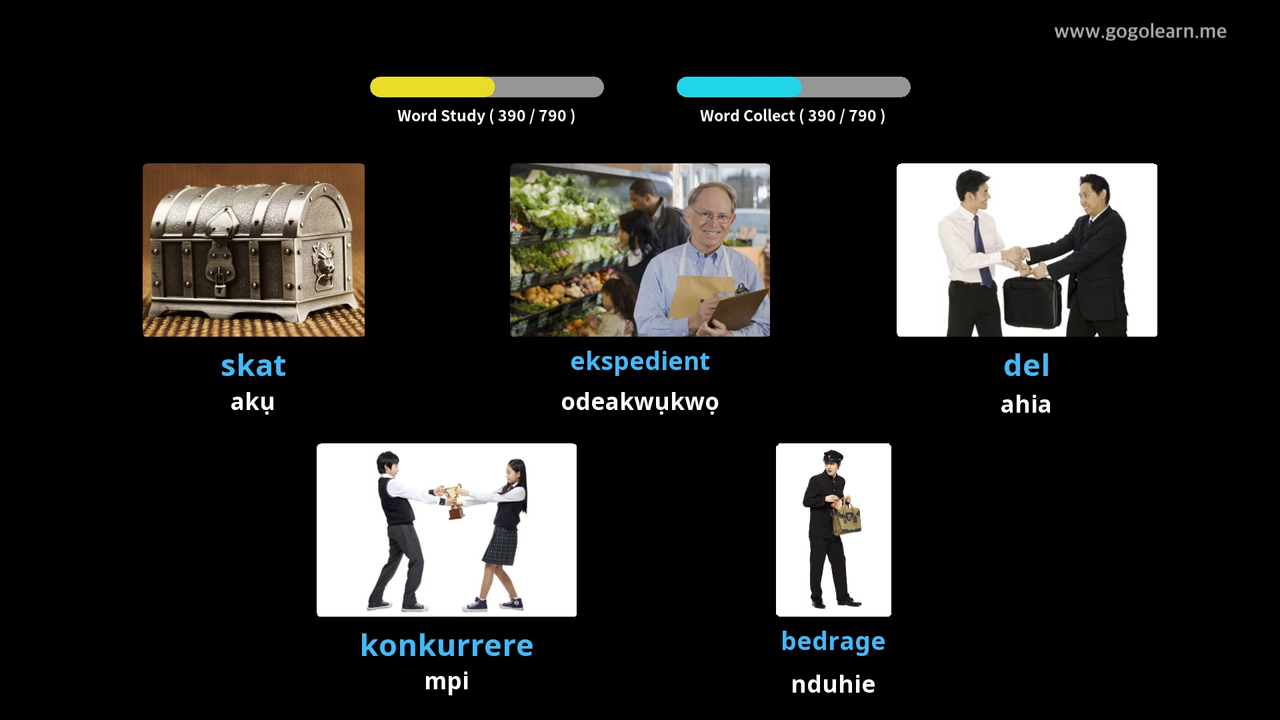 www.gogolearn.me
Word Study ( 390 / 790 )
Word Collect ( 390 / 790 )
skat
akụ
ekspedient
odeakwụkwọ
del
ahia
konkurrere
mpi
bedrage
nduhie